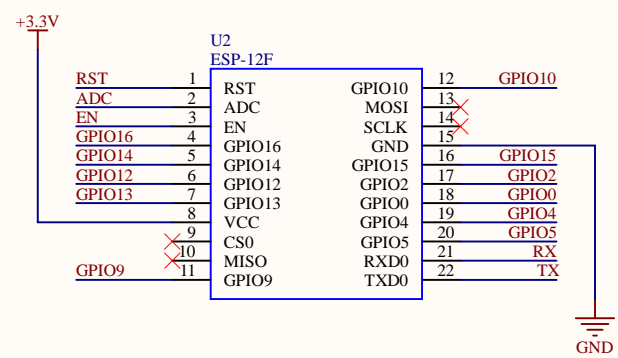 +3.3V
U2
ESP-12F
RST 1 RST GPIO10 12 GPIO10
ADC 2 ADC MOSI 13
EN 3 EN SCLK 14
GPIO16 4 GPIO16 GND 15
GPIO14 5 GPIO14 GPIO15 16 GPIO15
GPIO12 6 GPIO12 GPIO2 17 GPIO2
GPIO13 7 GPIO13 GPIO0 18 GPIO0
8 VCC GPIO4 19 GPIO4
9 CS0 GPIO5 20 GPIO5
10 MISO RXD0 21 RX
GPIO9 11 GPIO9 TXD0 22 TX
GND